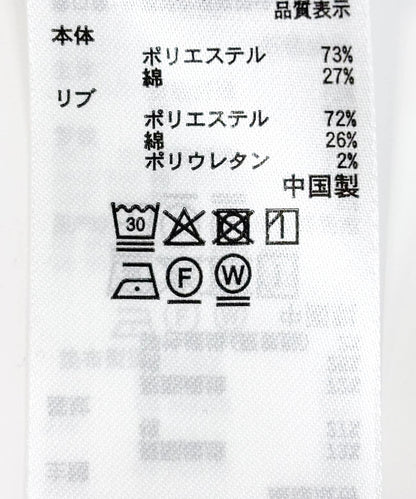 品質表示
本体
ポリエステル 73%
綿 27%
リブ
ポリエステル 72%
綿 26%
ポリウレタン 2%
中国製
30
F W